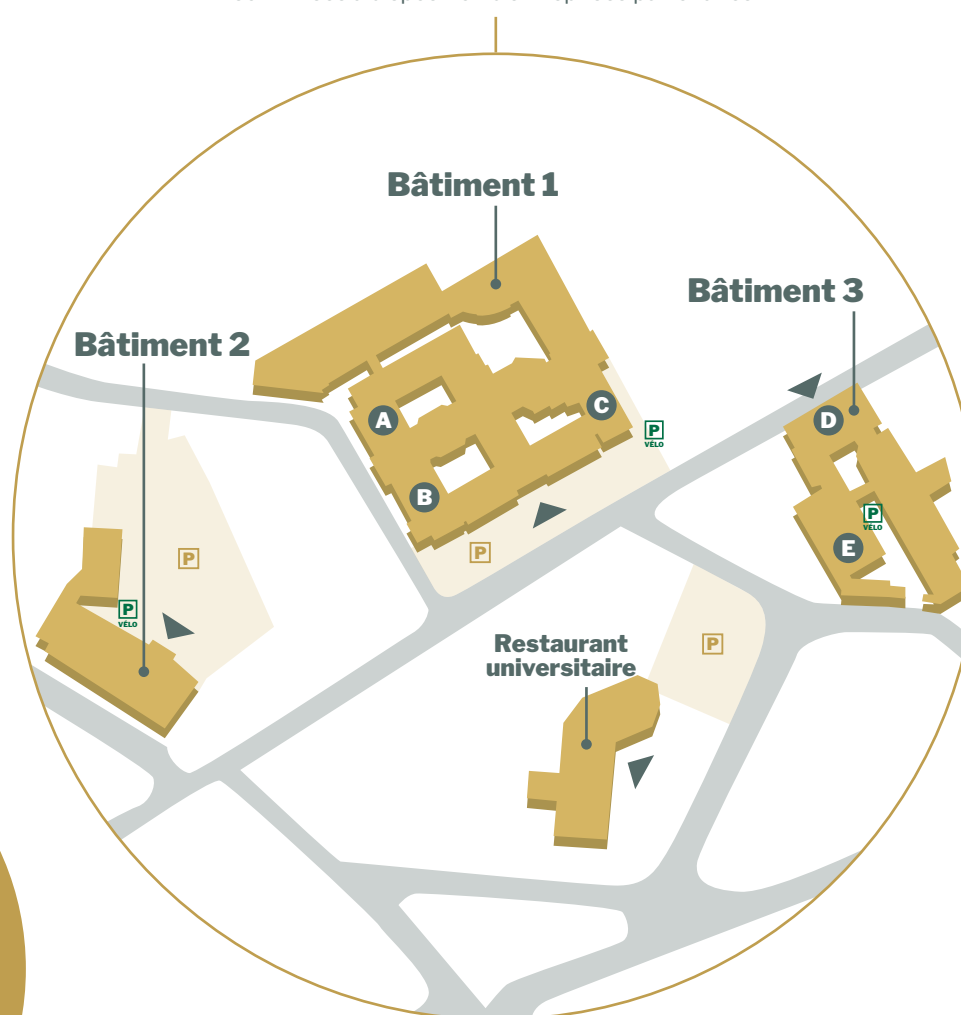 Bâtiment 1
Bâtiment 3
Bâtiment 2
A
B
C
P
VÉLO
D
E
P
VÉLO
P
P
P
VÉLO
Restaurant
universitaire
P